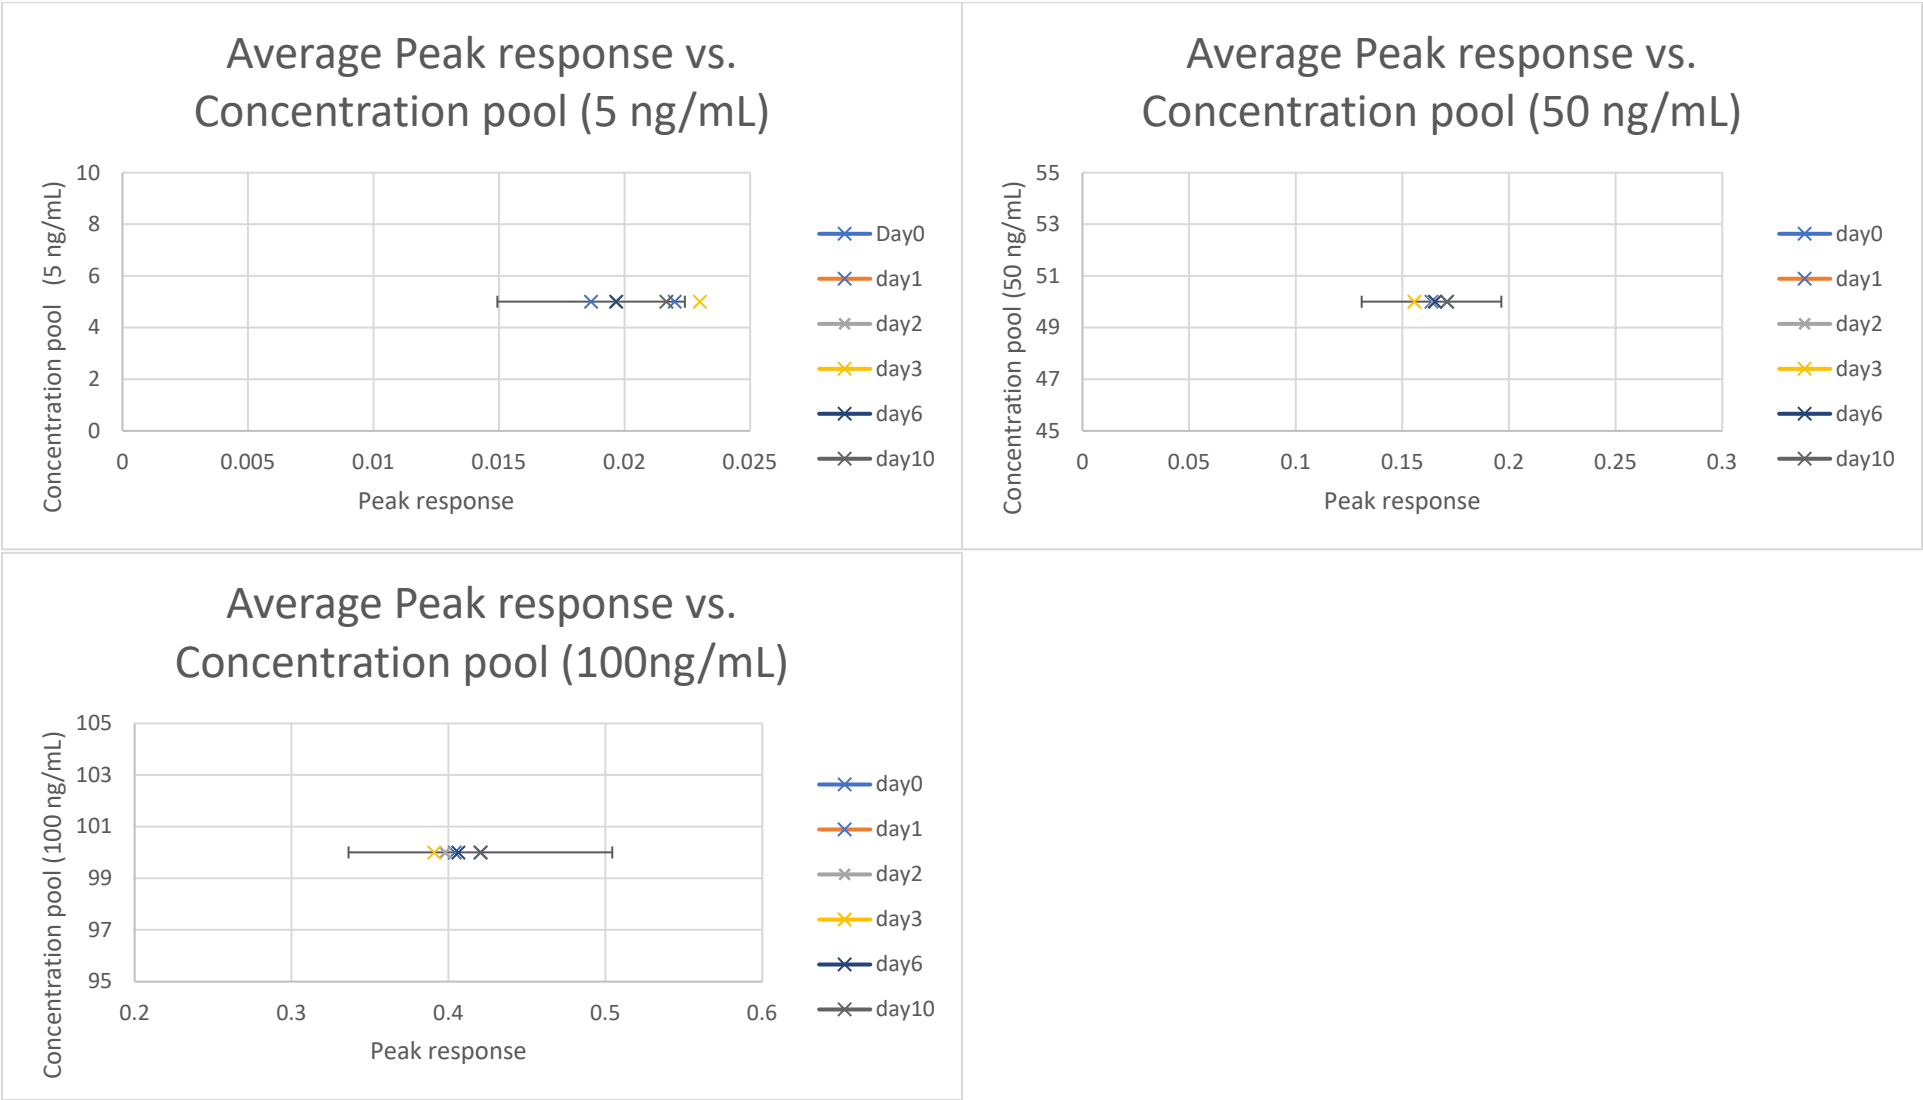 Average Peak response vs.
Concentration pool (5 ng/mL)
Concentration pool  (5 ng/mL)
10
8
6
4
2
0
0 0.005 0.01 0.015 0.02 0.025
Peak response
Day0
day1
day2
day3
day6
day10
Average Peak response vs.
Concentration pool (50 ng/mL)
Concentration pool (50 ng/mL)
55
53
51
49
47
45
0 0.05 0.1 0.15 0.2 0.25 0.3
Peak response
day0
day1
day2
day3
day6
day10
Average Peak response vs.
Concentration pool (100ng/mL)
Concentration pool (100 ng/mL)
105
103
101
99
97
95
0.2 0.3 0.4 0.5 0.6
Peak response
day0
day1
day2
day3
day6
day10